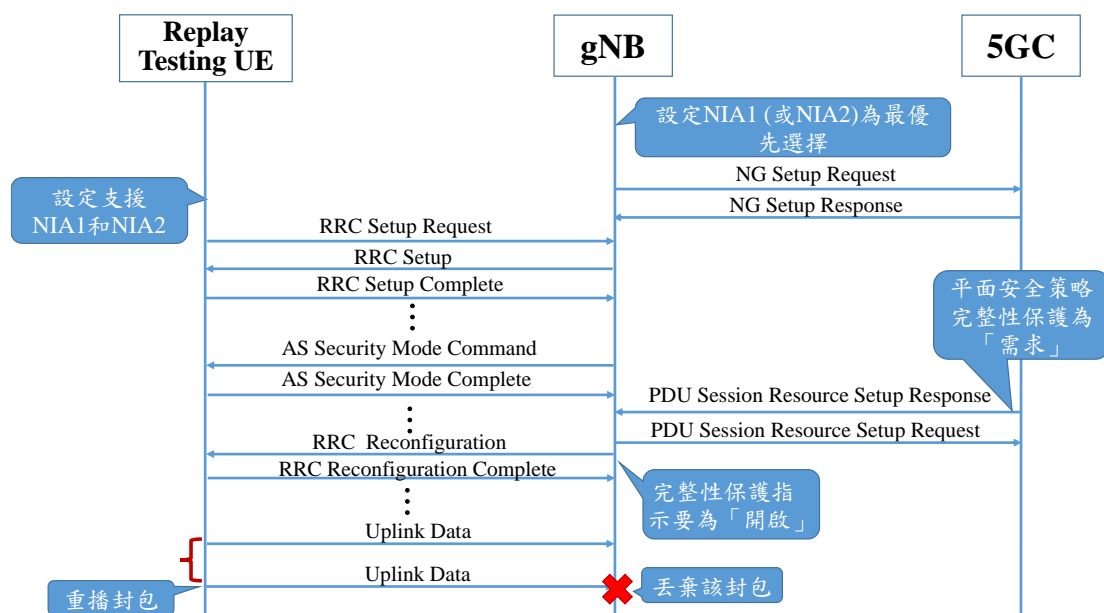 Replay
Testing UE
gNB
5GC
設定NIA1 (或NIA2)為最優
先選擇
NG Setup Request
設定支援
NIA1和NIA2
NG Setup Response
RRC Setup Request
RRC Setup
RRC Setup Complete
平面安全策略
完整性保護為
「需求」
AS Security Mode Command
AS Security Mode Complete
PDU Session Resource Setup Response
PDU Session Resource Setup Request
RRC Reconfiguration
RRC Reconfiguration Complete
完整性保護指
示要為「開啟」
Uplink Data
Uplink Data
重播封包
丟棄該封包